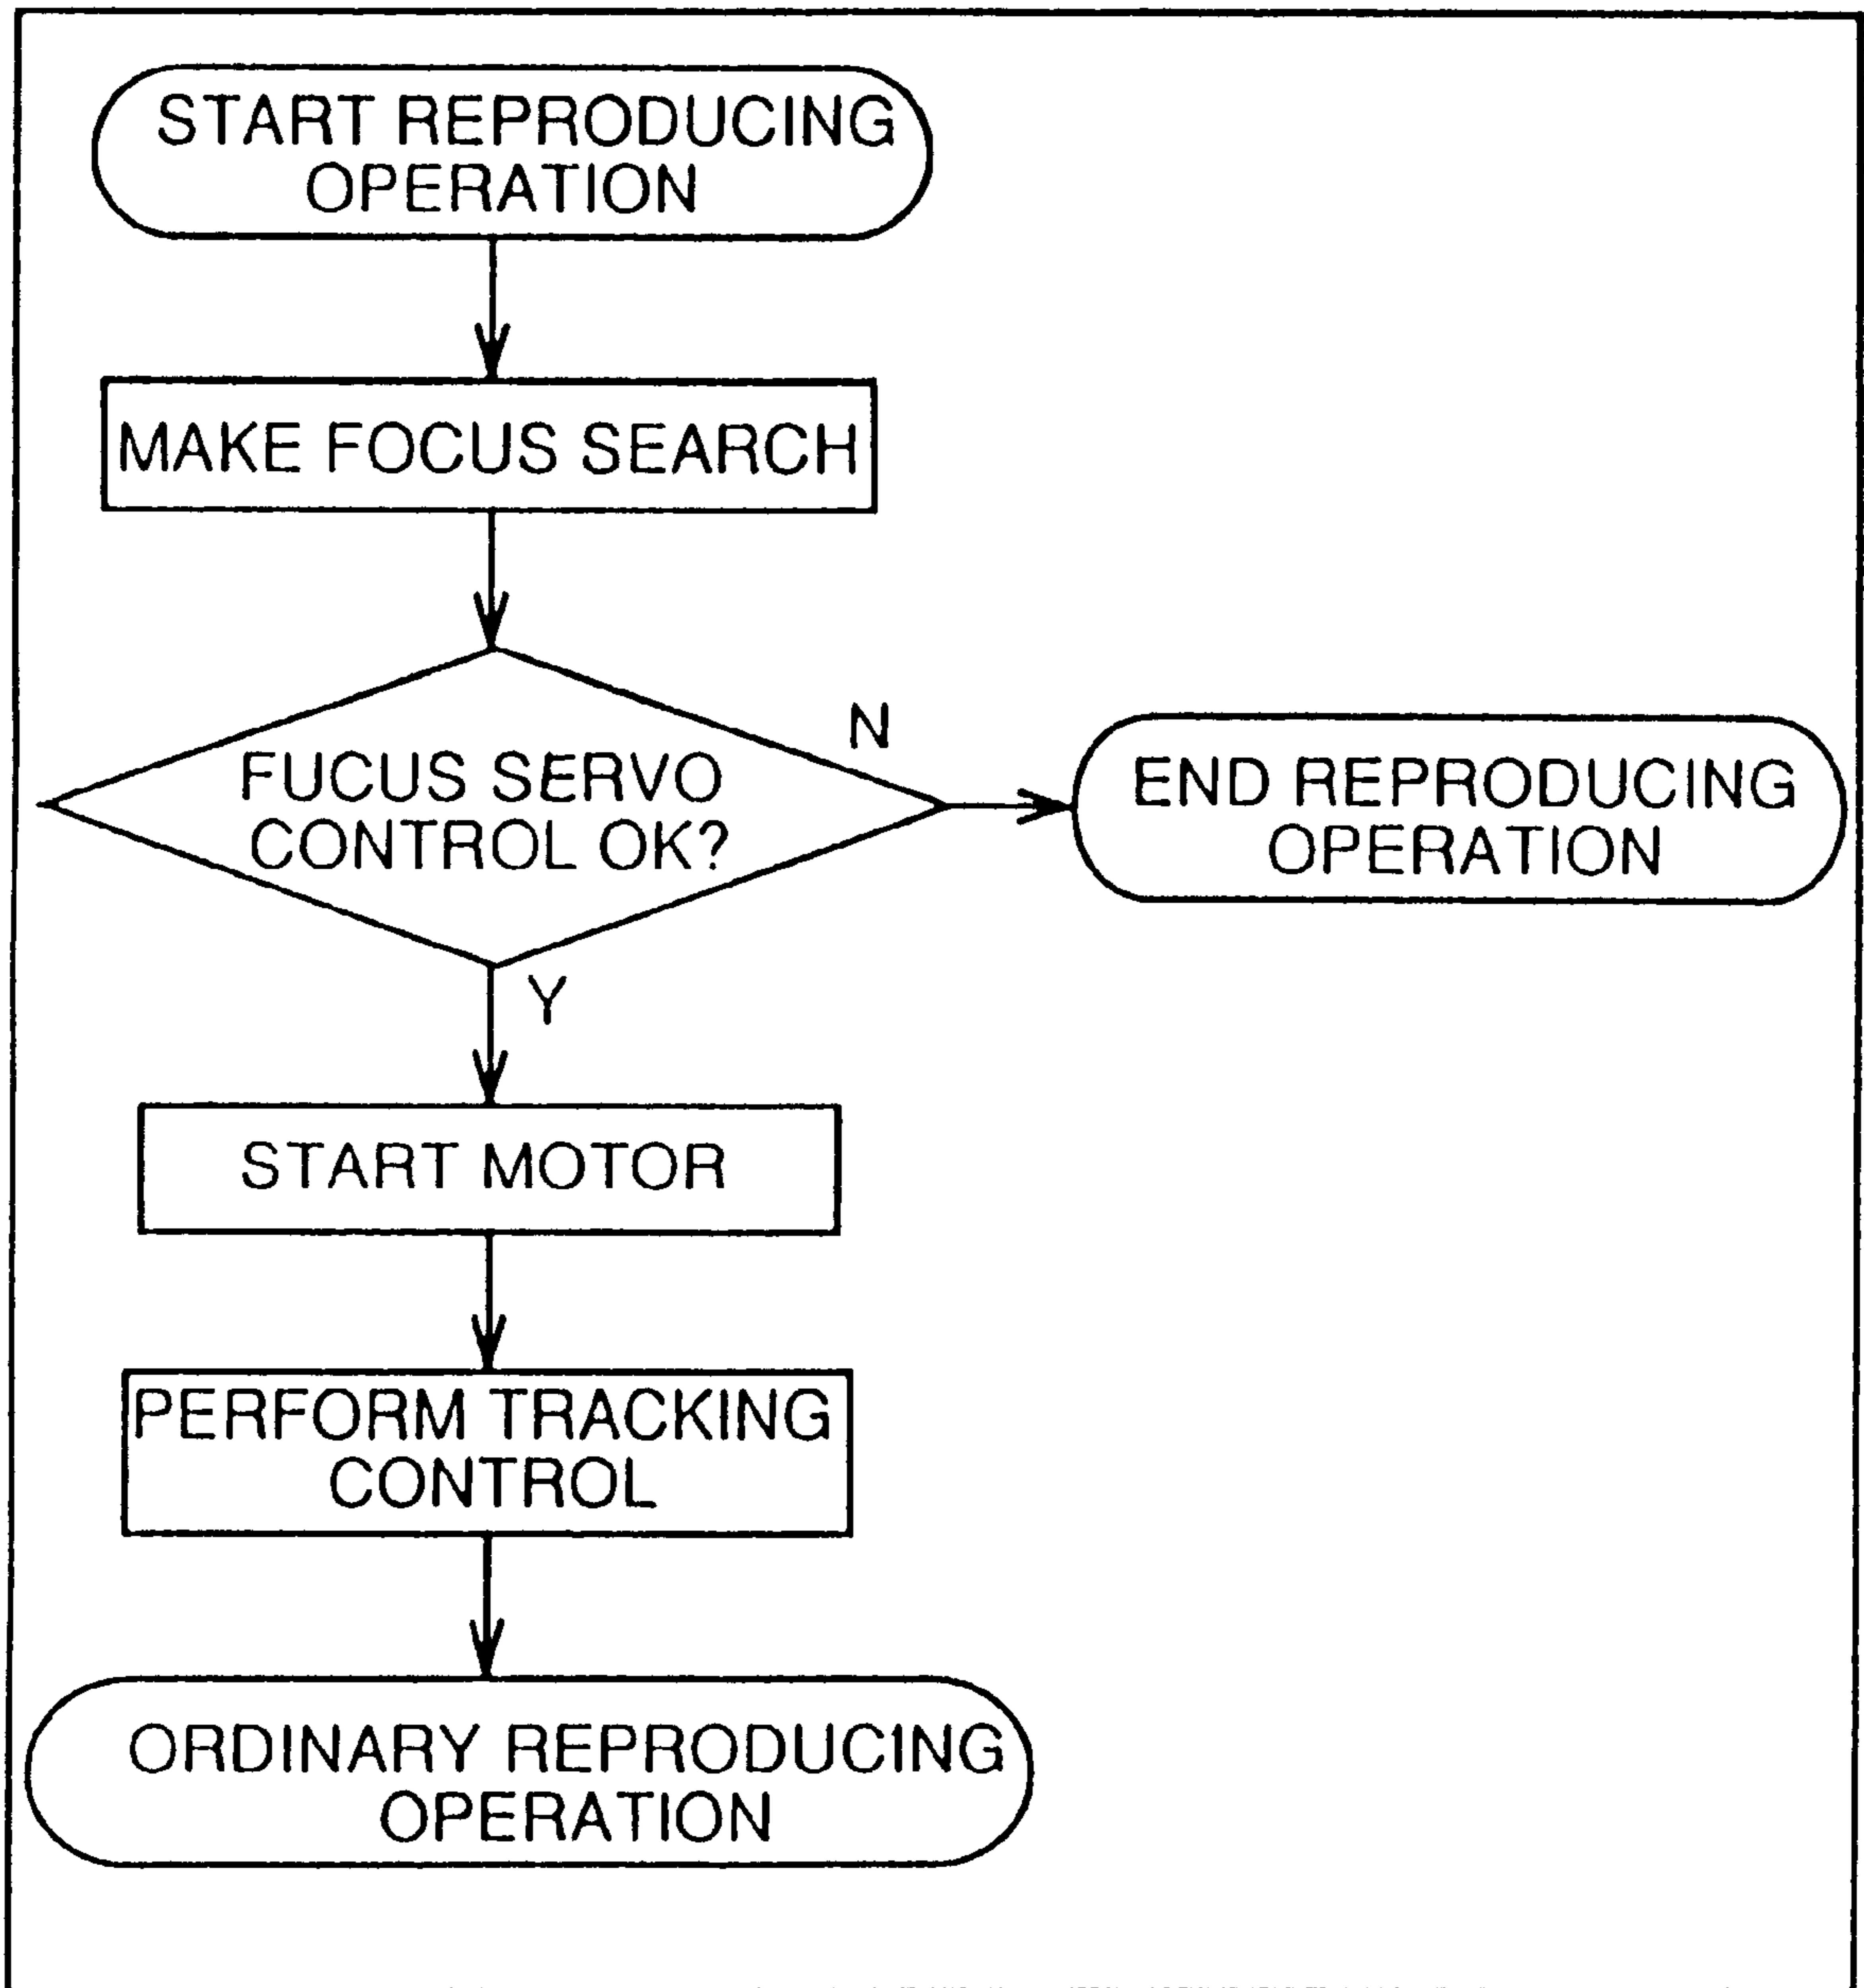 START REPRODUCING
OPERATION
MAKE FOCUS SEARCH
N
FUCUS SERVO
CONTROL OK?
END REPRODUCING
OPERATION
Y
START MOTOR
PERFORM TRACKING
CONTROL
ORDINARY REPRODUCING
OPERATION